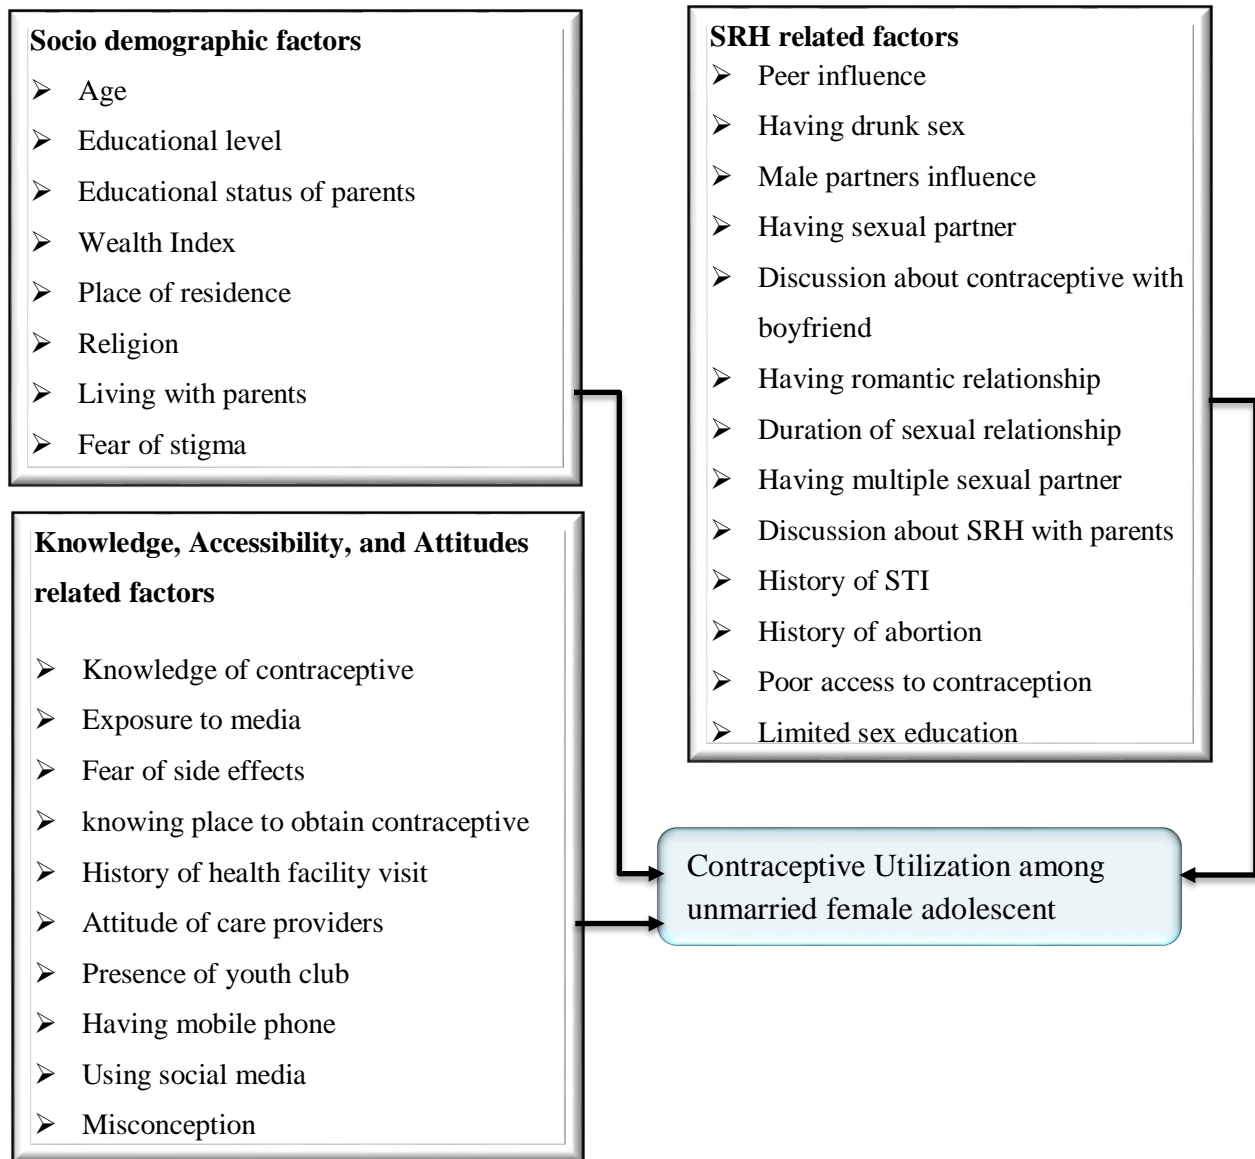 Socio demographic factors
➢ Age
➢ Educational level
➢ Educational status of parents
➢ Wealth Index
➢ Place of residence
➢ Religion
➢ Living with parents
➢ Fear of stigma
Knowledge, Accessibility, and Attitudes
related factors
➢ Knowledge of contraceptive
➢ Exposure to media
➢ Fear of side effects
➢ knowing place to obtain contraceptive
➢ History of health facility visit
➢ Attitude of care providers
➢ Presence of youth club
➢ Having mobile phone
➢ Using social media
➢ Misconception
SRH related factors
➢ Peer influence
➢ Having drunk sex
➢ Male partners influence
➢ Having sexual partner
➢ Discussion about contraceptive with
boyfriend
➢ Having romantic relationship
➢ Duration of sexual relationship
➢ Having multiple sexual partner
➢ Discussion about SRH with parents
➢ History of STI
➢ History of abortion
➢ Poor access to contraception
➢ Limited sex education
Contraceptive Utilization among
unmarried female adolescent